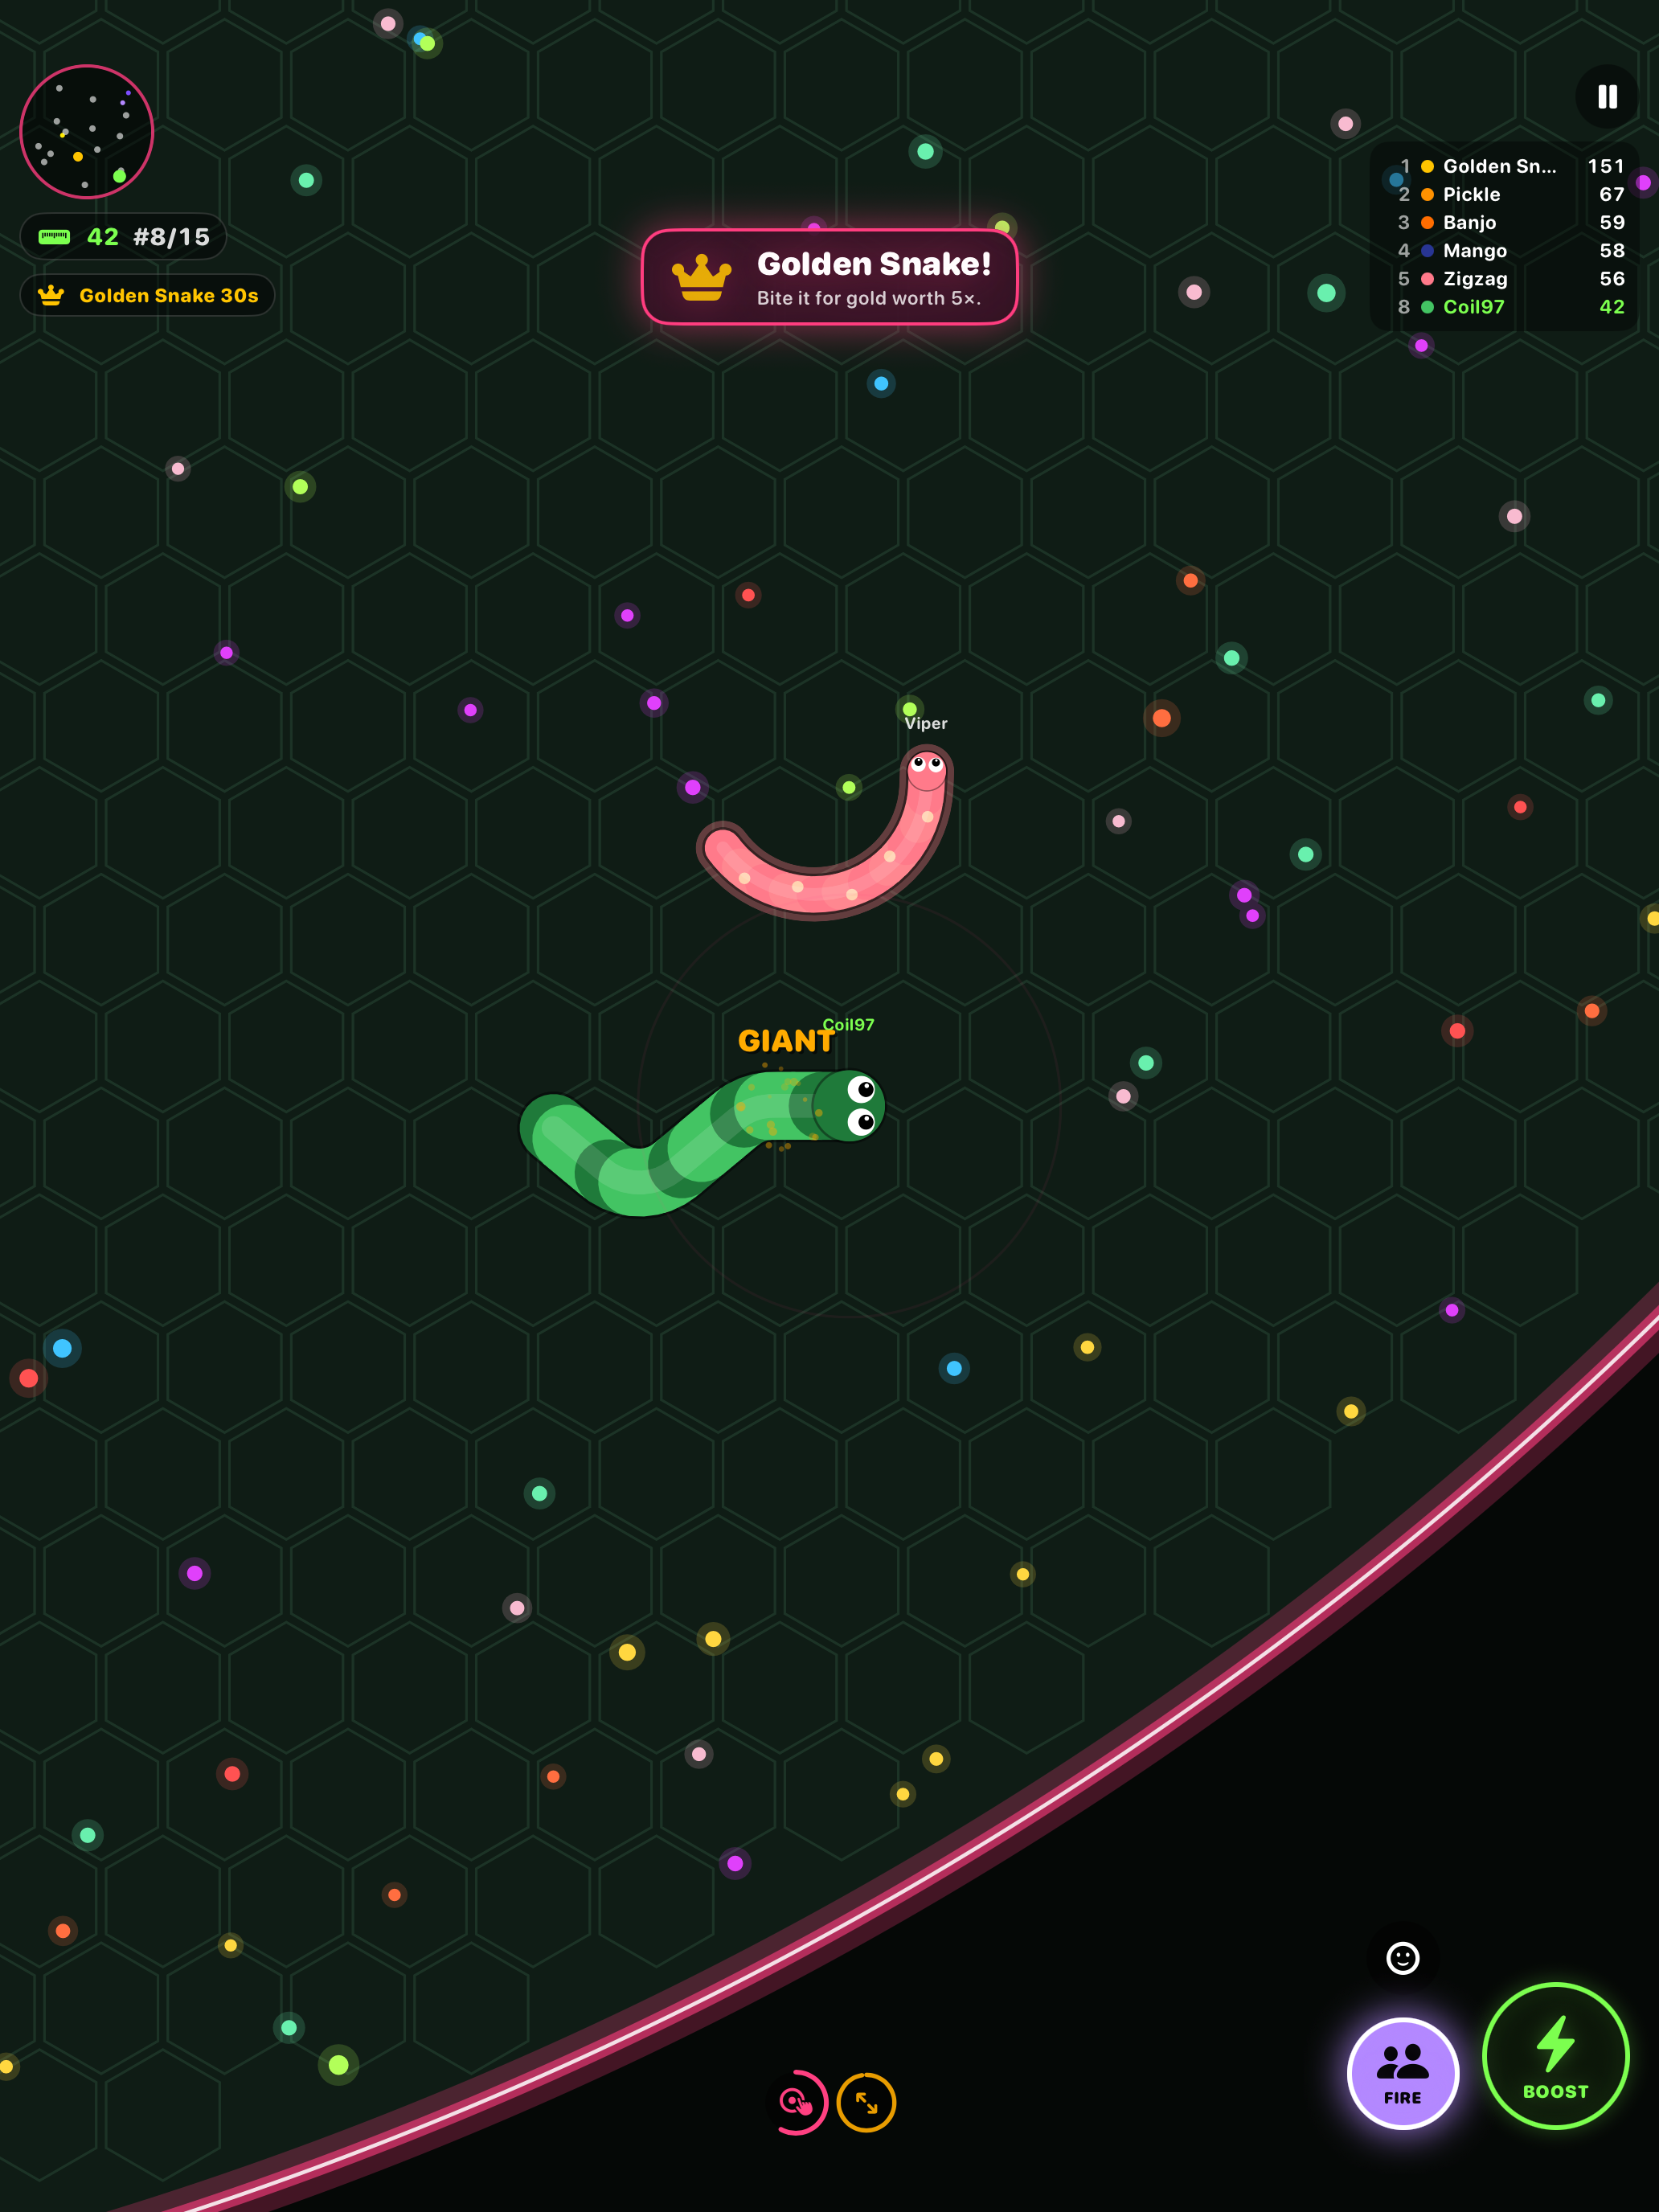 42 #8/15
Golden Snake 30s
Golden Snake!
Bite it for gold worth 5×.
1 Golden Sn... 151
2 Pickle 67
3 Banjo 59
4 Mango 58
5 Zigzag 56
8 Coil97 42
Viper
Coil97
GIANT
FIRE
BOOST